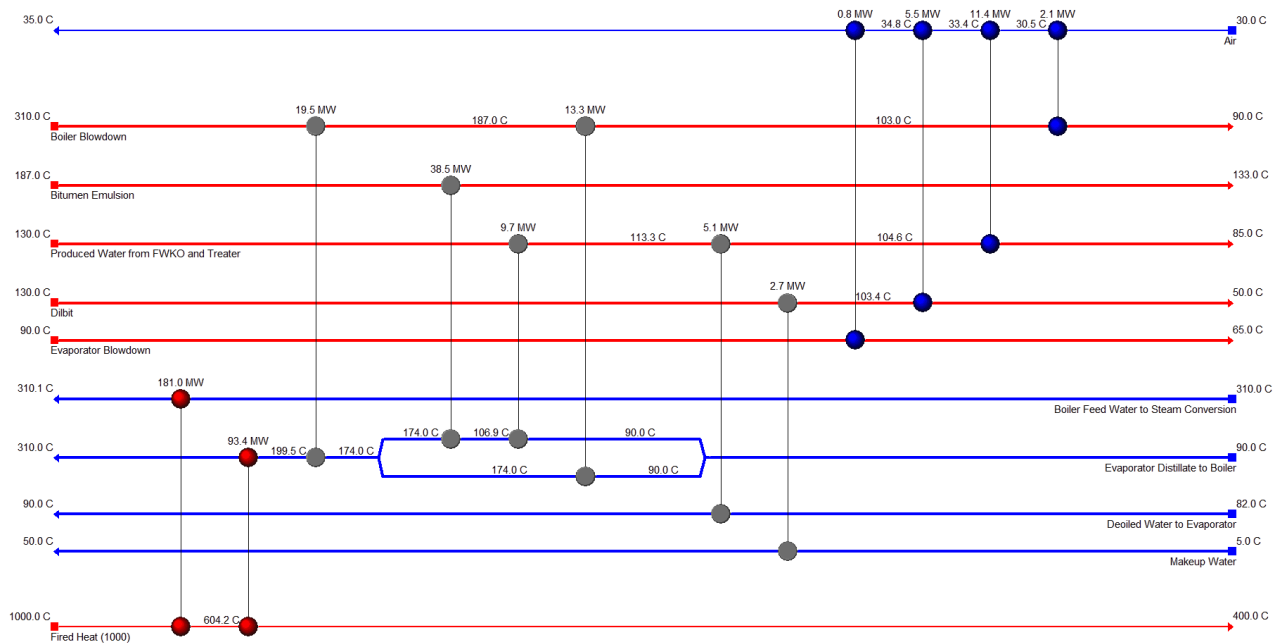 0.8 MW 5.5 MW 11.4 MW 2.1 MW
35.0 C 34.8 C 33.4 C 30.5 C 30.0 C
Air
19.5 MW 13.3 MW
310.0 C 187.0 C 103.0 C 90.0 C
Boiler Blowdown
38.5 MW
187.0 C 133.0 C
Bitumen Emulsion
9.7 MW 5.1 MW
130.0 C 113.3 C 104.6 C 85.0 C
Produced Water from FWKO and Treater
2.7 MW
130.0 C 103.4 C 50.0 C
Dilbit
90.0 C 65.0 C
Evaporator Blowdown
181.0 MW
310.1 C 310.0 C
Boiler Feed Water to Steam Conversion
93.4 MW 174.0 C 106.9 C 90.0 C
310.0 C 199.5 C 174.0 C 90.0 C
Evaporator Distillate to Boiler
174.0 C 90.0 C
90.0 C 82.0 C
Deoiled Water to Evaporator
50.0 C 5.0 C
Makeup Water
1000.0 C 604.2 C 400.0 C
Fired Heat (1000)